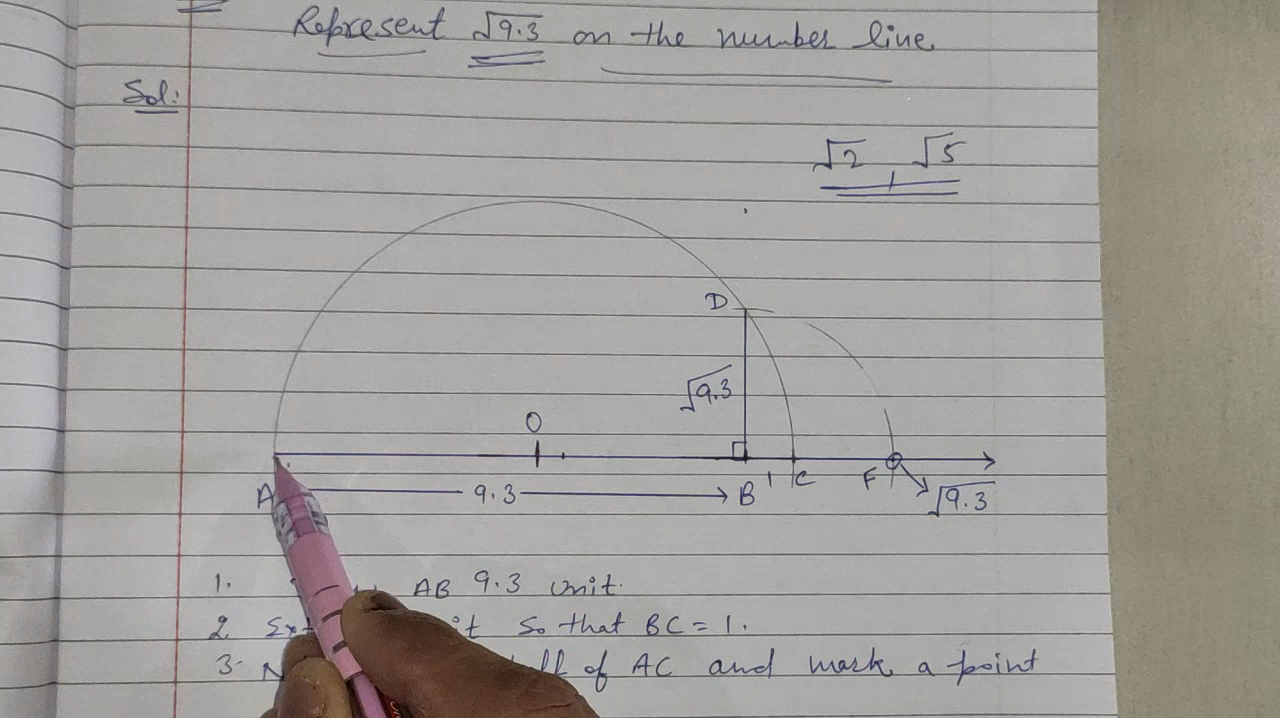 Represent √9.3 on the number line
Sol:
√2 √5
D
√9.3
O
A 9.3 B 1 C F √9.3
1. AB 9.3 unit.
2 so that BC = 1.
3. of AC and mark a point